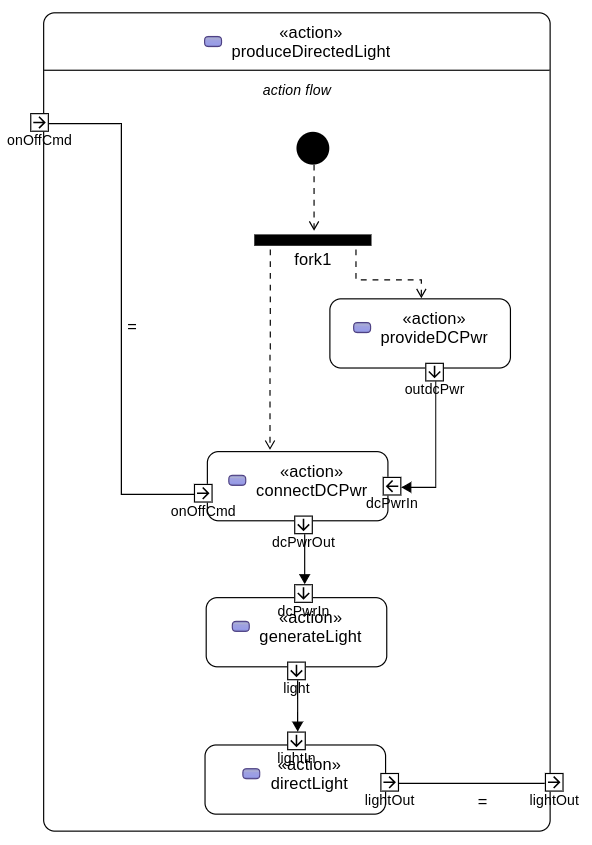 «action»
produceDirectedLight
action flow
onOffCmd
fork1
=
«action»
provideDCPwr
outdcPwr
«action»
connectDCPwr
dcPwrIn
onOffCmd
dcPwrOut
dcPwrIn
«action»
generateLight
light
lightIn
«action»
directLight
lightOut
=
lightOut